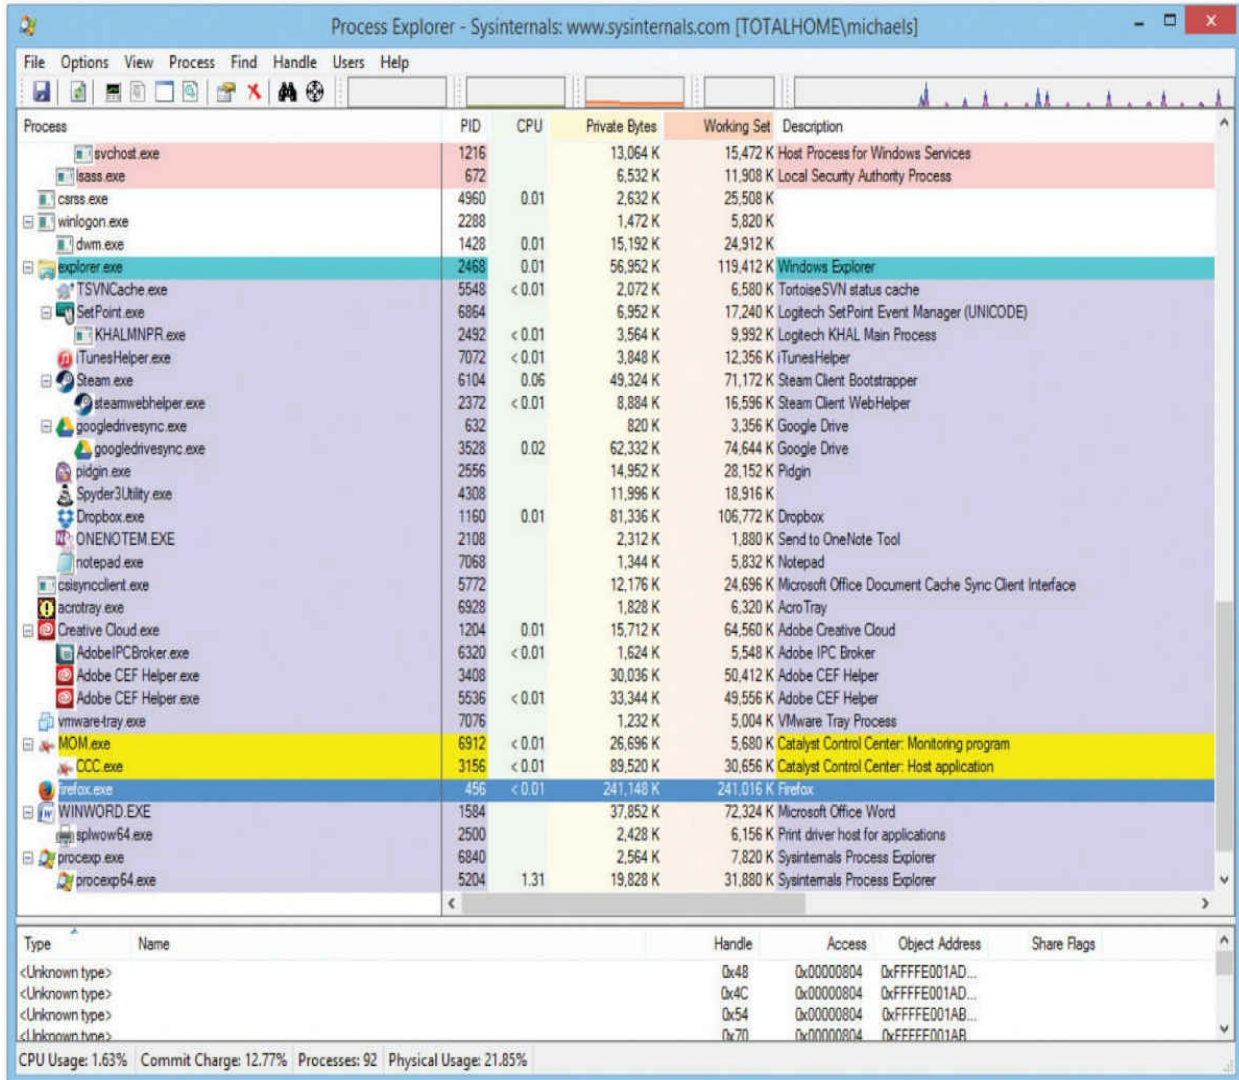 Process Explorer - Sysinternals: www.sysinternals.com [TOTALHOME\michaels]
File Options View Process Find Handle Users Help
Process PID CPU Private Bytes Working Set Description
svchost.exe 1216 13,064 K 15,472 K Host Process for Windows Services
lsass.exe 672 6,532 K 11,908 K Local Security Authority Process
csrss.exe 4960 0.01 2,632 K 25,508 K
winlogon.exe 2288 1,472 K 5,820 K
dwm.exe 1428 0.01 15,192 K 24,912 K
explorer.exe 2468 0.01 56,952 K 119,412 K Windows Explorer
TSVNCache.exe 5548 < 0.01 2,072 K 6,580 K TortoiseSVN status cache
SetPoint.exe 6864 6,952 K 17,240 K Logitech SetPoint Event Manager (UNICODE)
KHALMNPR.exe 2492 < 0.01 3,564 K 9,992 K Logitech KHAL Main Process
iTunesHelper.exe 7072 < 0.01 3,848 K 12,356 K iTunesHelper
Steam.exe 6104 0.06 49,324 K 71,172 K Steam Client Bootstrapper
steamwebhelper.exe 2372 < 0.01 8,884 K 16,596 K Steam Client WebHelper
googledrivesync.exe 632 820 K 3,356 K Google Drive
googledrivesync.exe 3528 0.02 62,332 K 74,644 K Google Drive
pidgin.exe 2556 14,952 K 28,152 K Pidgin
Spyder3Utility.exe 4308 11,996 K 18,916 K
Dropbox.exe 1160 0.01 81,336 K 106,772 K Dropbox
ONENOTEM.EXE 2108 2,312 K 1,880 K Send to OneNote Tool
notepad.exe 7068 1,344 K 5,832 K Notepad
csisyncclient.exe 5772 12,176 K 24,696 K Microsoft Office Document Cache Sync Client Interface
acrotray.exe 6928 1,828 K 6,320 K AcroTray
Creative Cloud.exe 1204 0.01 15,712 K 64,560 K Adobe Creative Cloud
AdobeIPCBroker.exe 6320 < 0.01 1,624 K 5,548 K Adobe IPC Broker
Adobe CEF Helper.exe 3408 30,036 K 50,412 K Adobe CEF Helper
Adobe CEF Helper.exe 5536 < 0.01 33,344 K 49,556 K Adobe CEF Helper
vmware-tray.exe 7076 1,232 K 5,004 K VMware Tray Process
MOM.exe 6912 < 0.01 26,696 K 5,680 K Catalyst Control Center: Monitoring program
CCC.exe 3156 < 0.01 89,520 K 30,656 K Catalyst Control Center: Host application
firefox.exe 456 < 0.01 241,148 K 241,016 K Firefox
WINWORD.EXE 1584 37,852 K 72,324 K Microsoft Office Word
splwow64.exe 2500 2,428 K 6,156 K Print driver host for applications
procexp.exe 6840 2,564 K 7,820 K Sysinternals Process Explorer
procexp64.exe 5204 1.31 19,828 K 31,880 K Sysinternals Process Explorer
Type Name Handle Access Object Address Share Flags
<Unknown type> 0x48 0x00000804 0xFFFFE001AD...
<Unknown type> 0x4C 0x00000804 0xFFFFE001AD...
<Unknown type> 0x54 0x00000804 0xFFFFE001AB...
<Unknown type> 0x70 0x00000804 0xFFFFE001AB
CPU Usage: 1.63% Commit Charge: 12.77% Processes: 92 Physical Usage: 21.85%